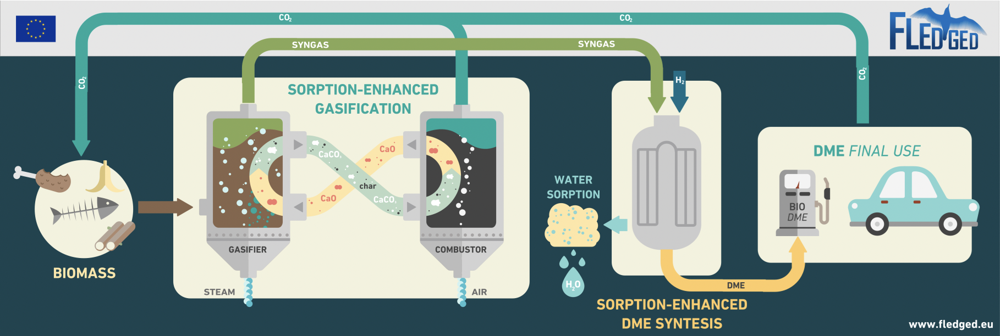 CO₂
CO₂
FLEDGED
SYNGAS
SYNGAS
CO₂
CO₂
H₂
SORPTION-ENHANCED
GASIFICATION
CaCO₃
CaO
char
CaO
CaCO₃
GASIFIER
COMBUSTOR
STEAM
AIR
BIOMASS
WATER
SORPTION
H₂O
DME FINAL USE
BIO
DME
DME
SORPTION-ENHANCED
DME SYNTESIS
www.fledged.eu